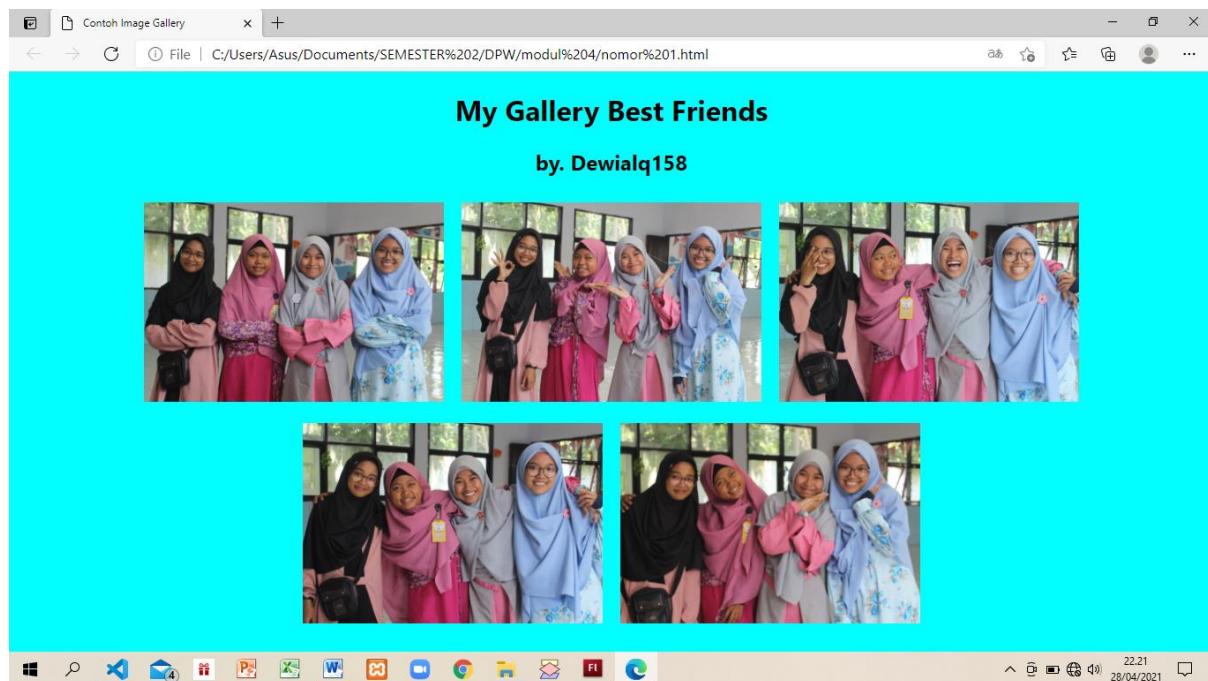 Contoh Image Gallery
File | C:/Users/Asus/Documents/SEMESTER%202/DPW/modul%204/nomor%201.html
My Gallery Best Friends
by. Dewialq158
4
22.21
28/04/2021